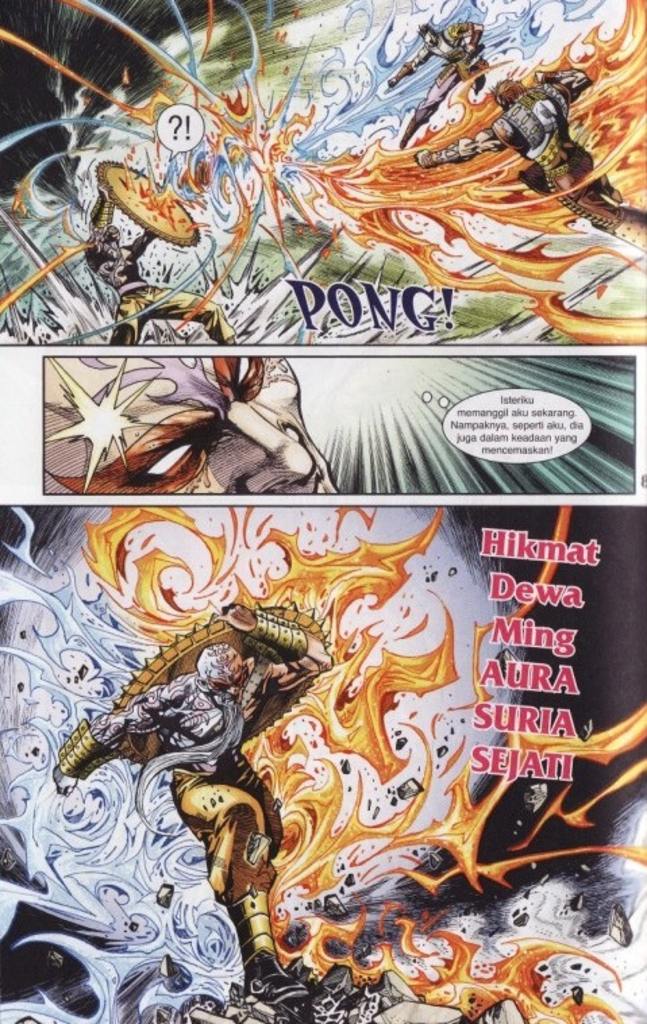 ?!
PONG!
Isteriku
memanggil aku sekarang.
Nampaknya, seperti aku, dia
juga dalam keadaan yang
mencemaskan!
8
Hikmat
Dewa
Ming
AURA
SURIA
SEJATI